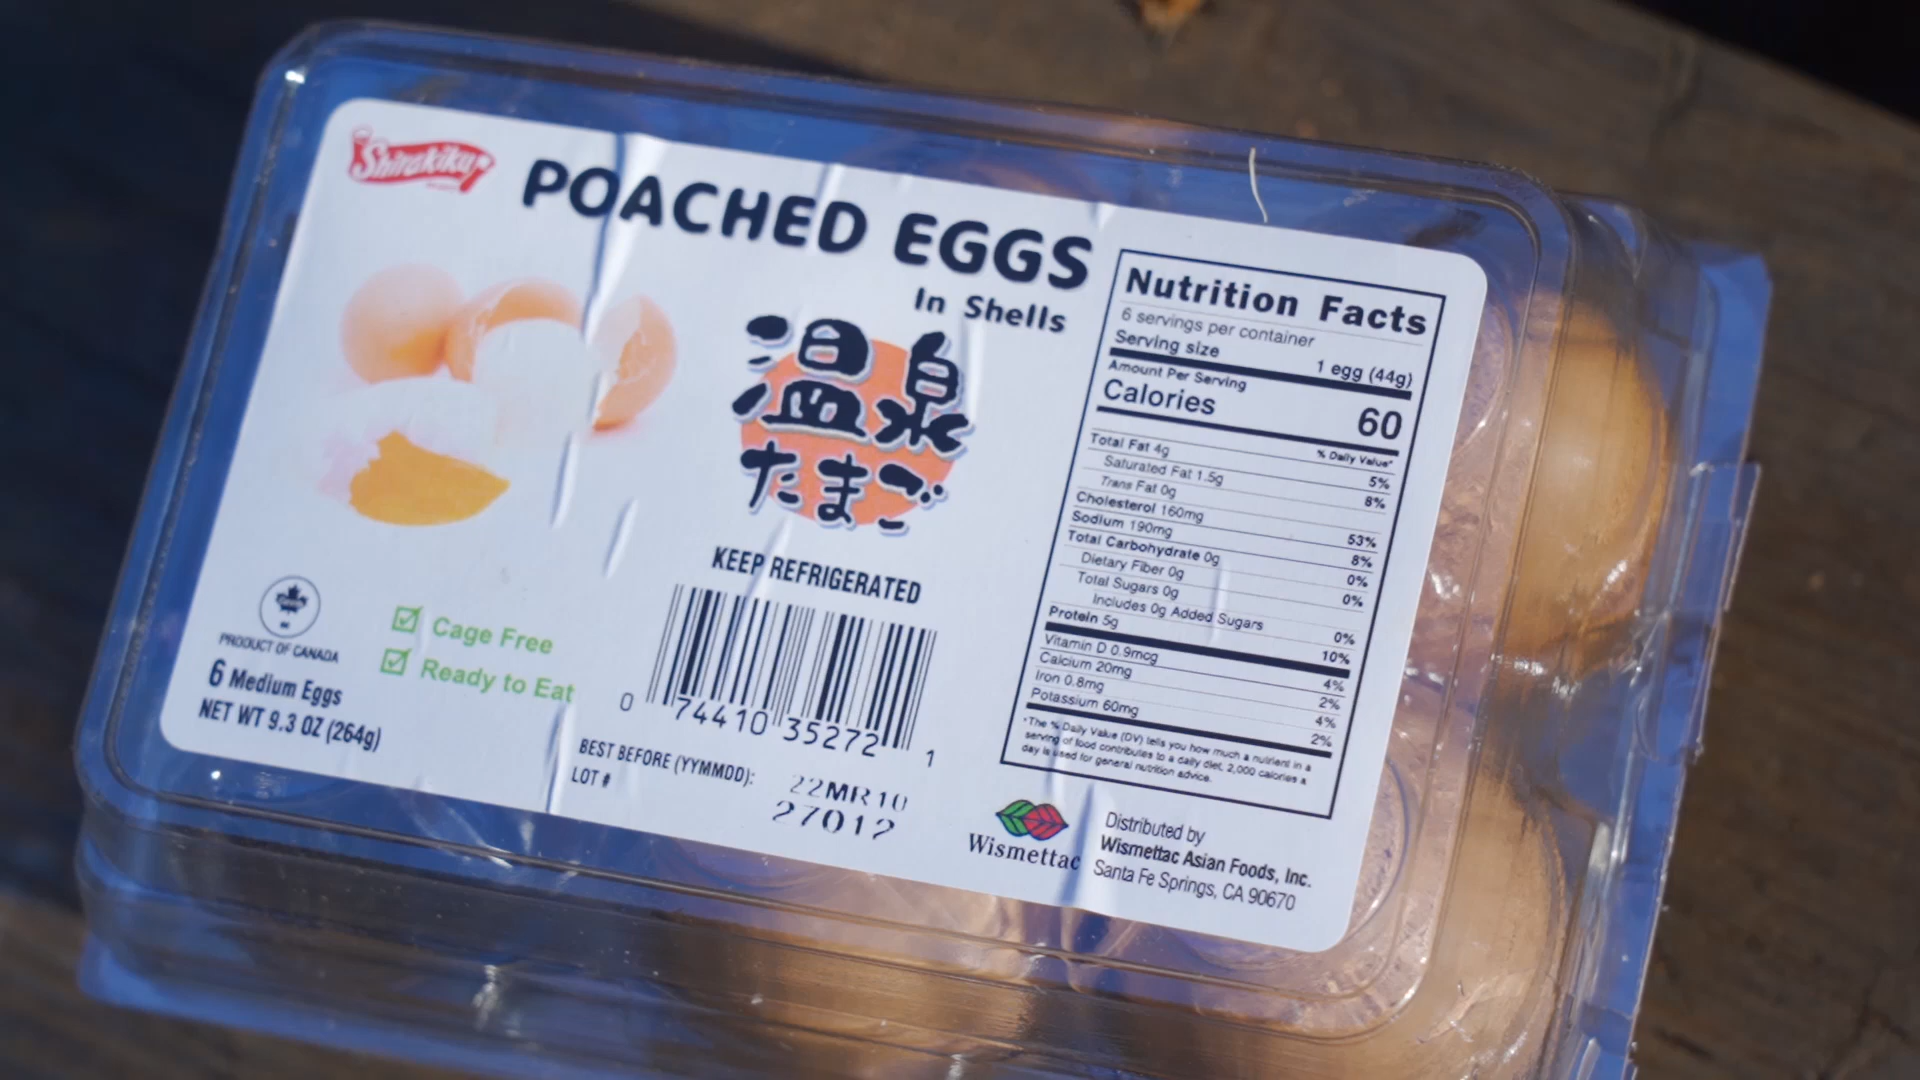 Shirakiku
POACHED EGGS
In Shells
温泉
たまご
KEEP REFRIGERATED
PRODUCT OF CANADA
6 Medium Eggs
NET WT 9.3 OZ (264g)
Cage Free
Ready to Eat
0 74410 35272 1
BEST BEFORE (YYMMDD): 22MR10
LOT # 27012
Nutrition Facts
6 servings per container
Serving size 1 egg (44g)
Amount Per Serving
Calories 60
% Daily Value*
Total Fat 4g 5%
Saturated Fat 1.5g 8%
Trans Fat 0g
Cholesterol 160mg 53%
Sodium 190mg 8%
Total Carbohydrate 0g 0%
Dietary Fiber 0g 0%
Total Sugars 0g
Includes 0g Added Sugars 0%
Protein 5g 10%
Vitamin D 0.9mcg 4%
Calcium 20mg 2%
Iron 0.8mg 4%
Potassium 60mg 2%
*The % Daily Value (DV) tells you how much a nutrient in a
serving of food contributes to a daily diet, 2,000 calories a
day is used for general nutrition advice.
Wismettac
Distributed by
Wismettac Asian Foods, Inc.
Santa Fe Springs, CA 90670